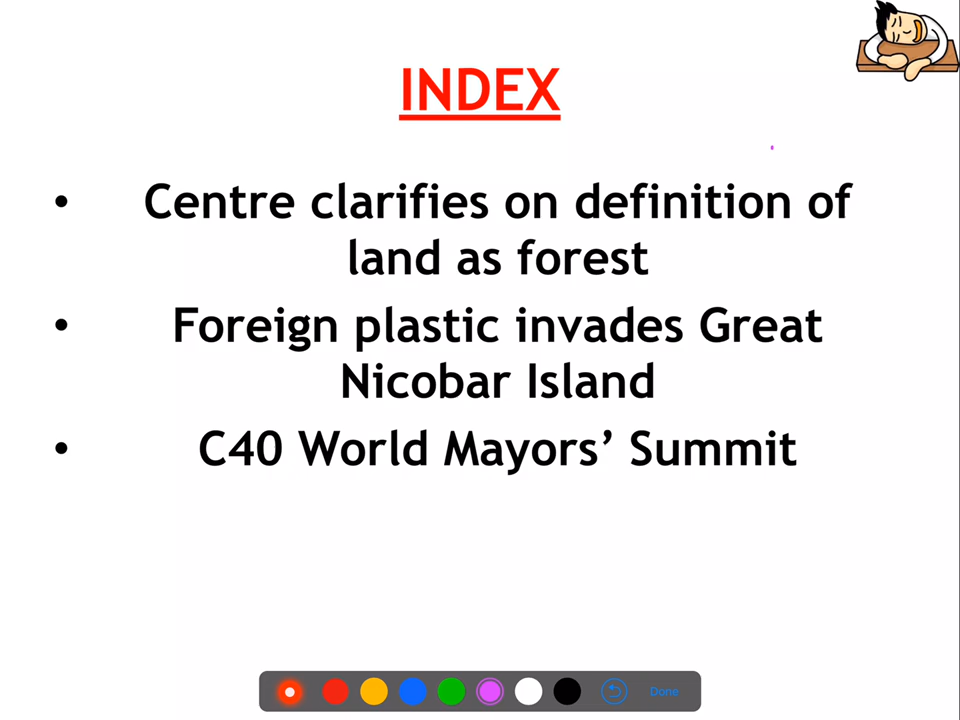 INDEX
• Centre clarifies on definition of
land as forest
• Foreign plastic invades Great
Nicobar Island
• C40 World Mayors’ Summit
Done